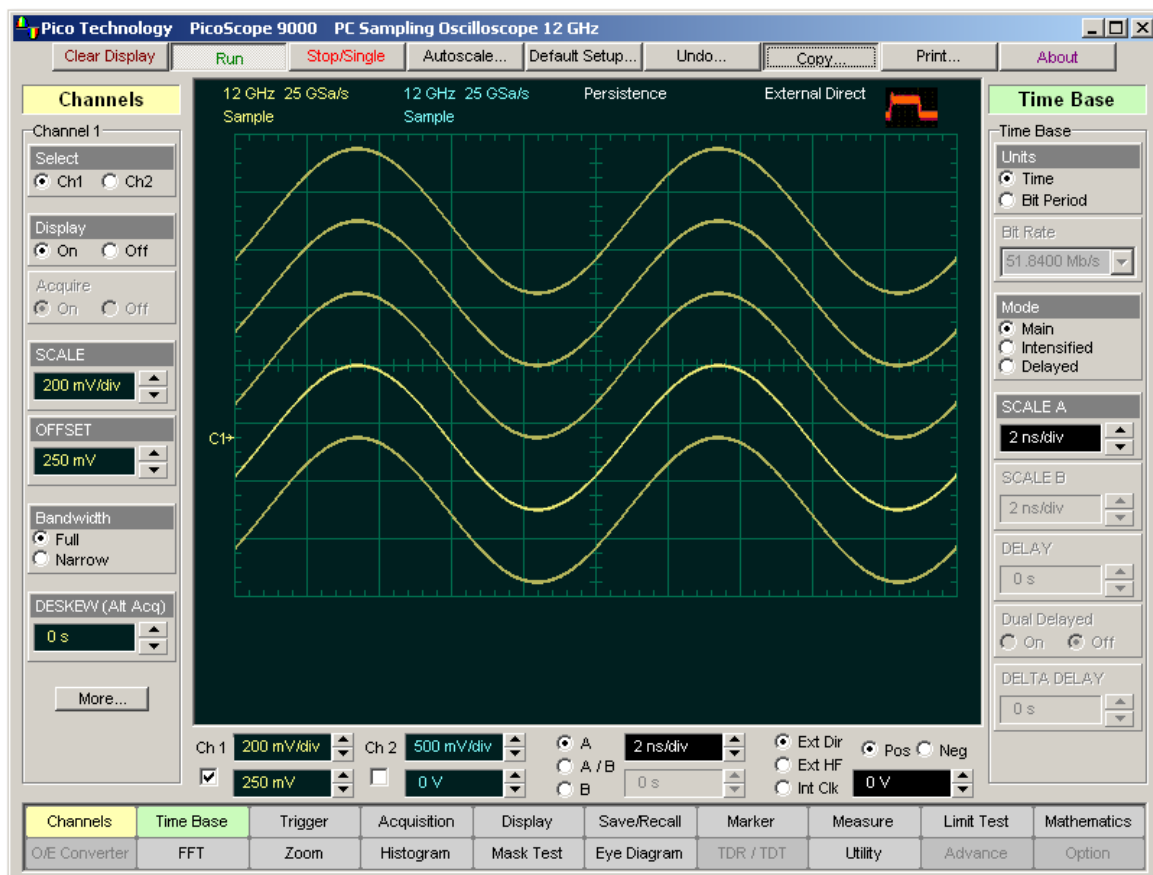 Pico Technology PicoScope 9000 PC Sampling Oscilloscope 12 GHz
Clear Display Run Stop/Single Autoscale... Default Setup... Undo... Copy... Print... About
Channels
Channel 1
Select
Ch1 Ch2
Display
On Off
Acquire
On Off
SCALE
200 mV/div
OFFSET
250 mV
Bandwidth
Full
Narrow
DESKEW (Alt Acq)
0 s
More...
12 GHz 25 GSa/s 12 GHz 25 GSa/s Persistence External Direct
Sample Sample
C1
Time Base
Time Base
Units
Time
Bit Period
Bit Rate
51.8400 Mb/s
Mode
Main
Intensified
Delayed
SCALE A
2 ns/div
SCALE B
2 ns/div
DELAY
0 s
Dual Delayed
On Off
DELTA DELAY
0 s
Ch 1 200 mV/div Ch 2 500 mV/div A 2 ns/div Ext Dir Pos Neg
A / B Ext HF
250 mV 0 V B 0 s Int Clk 0 V
Channels Time Base Trigger Acquisition Display Save/Recall Marker Measure Limit Test Mathematics
O/E Converter FFT Zoom Histogram Mask Test Eye Diagram TDR / TDT Utility Advance Option